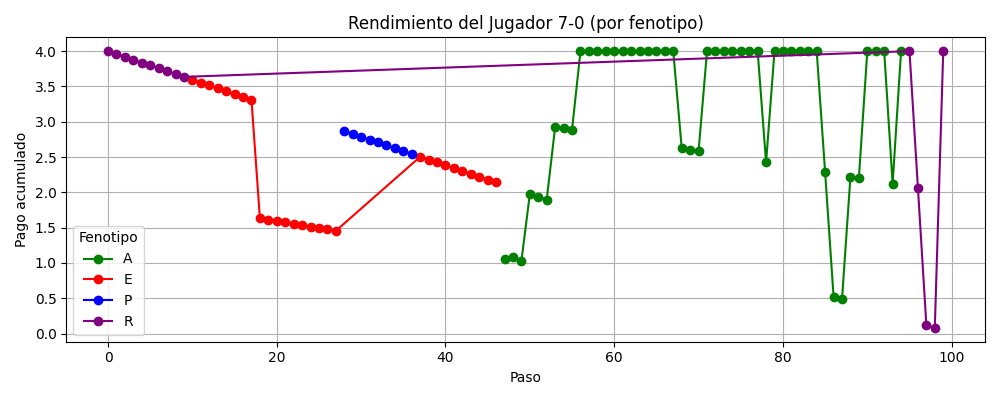 Rendimiento del Jugador 7-0 (por fenotipo)
Pago acumulado
4.0
3.5
3.0
2.5
2.0
1.5
1.0
0.5
0.0
Fenotipo
A
E
P
R
0 20 40 60 80 100
Paso